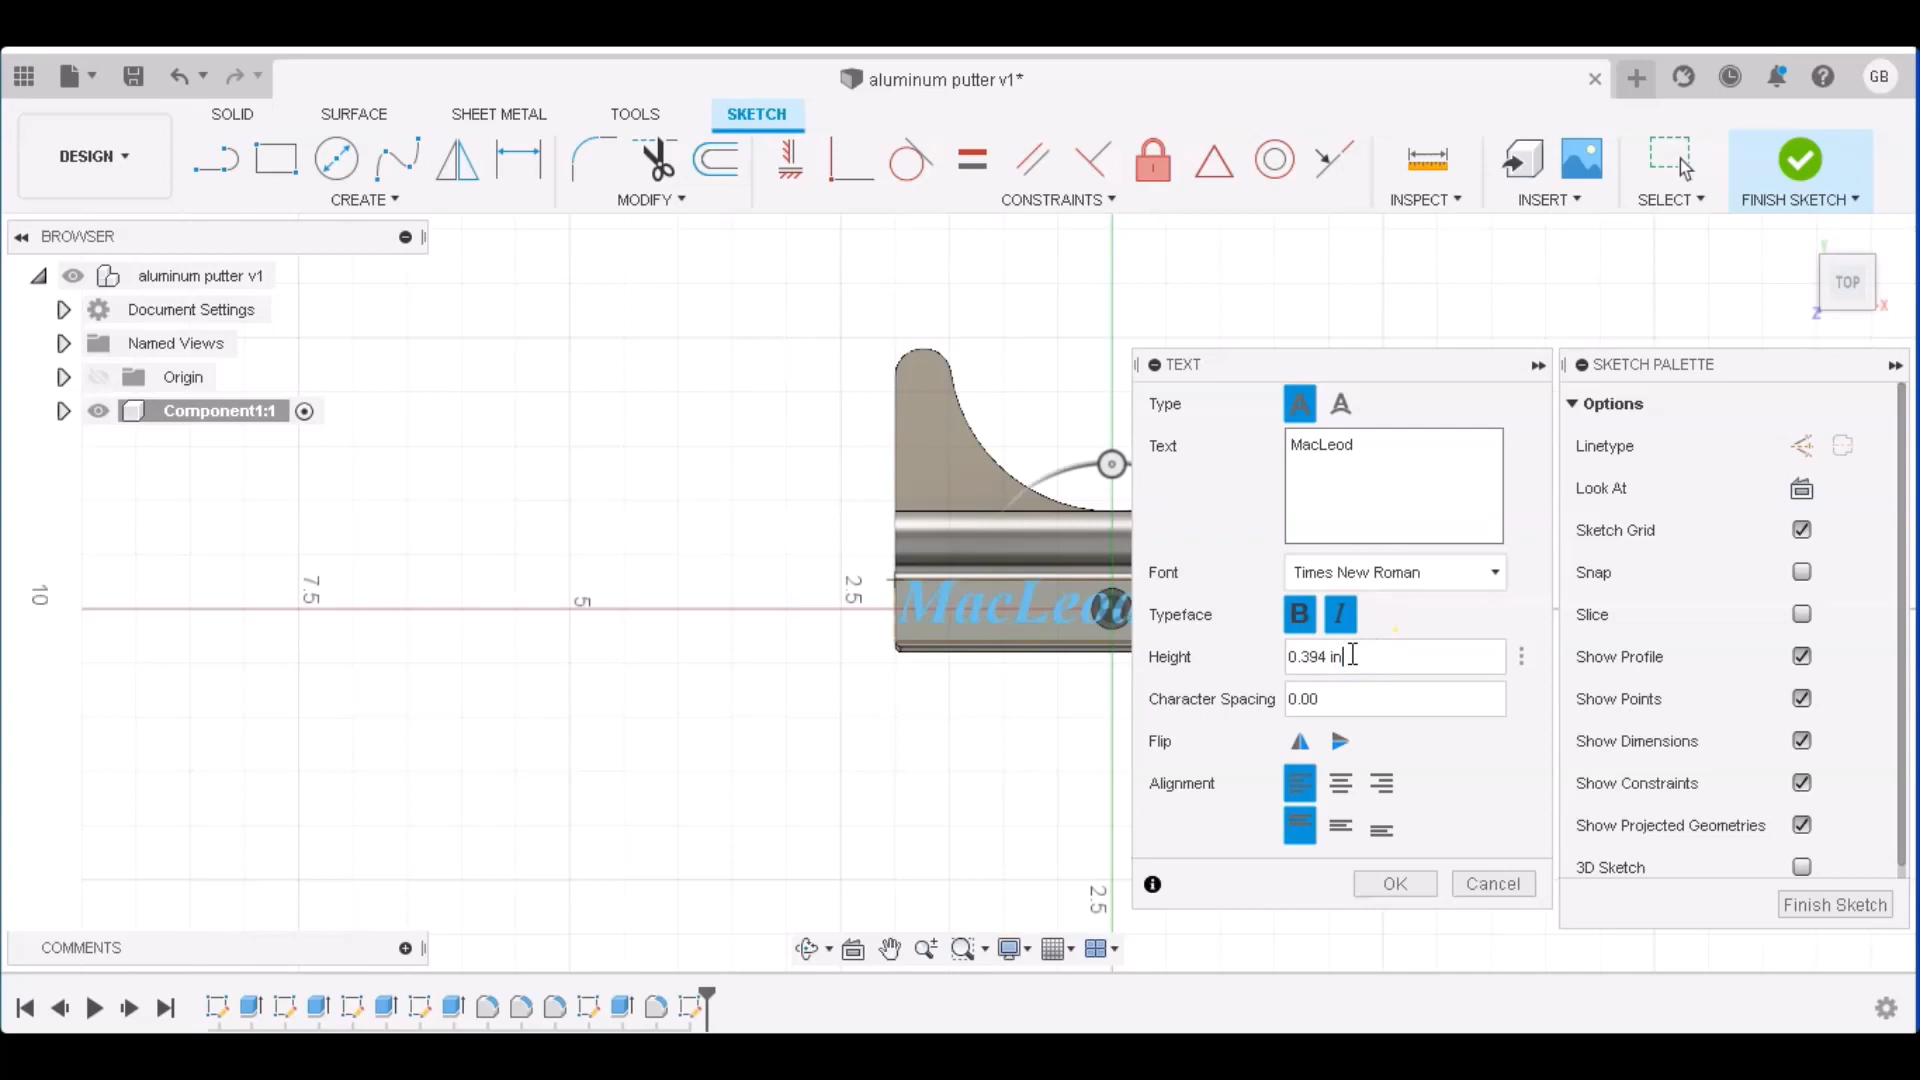 aluminum putter v1*
GB
SOLID
SURFACE
SHEET METAL
TOOLS
SKETCH
DESIGN
CREATE
MODIFY
CONSTRAINTS
INSPECT
INSERT
SELECT
FINISH SKETCH
BROWSER
aluminum putter v1
Document Settings
Named Views
Origin
Component1:1
TOP
X
Z
10
7.5
5
2.5
2.5
MacLeod
TEXT
Type
A A
Text
MacLeod
Font
Times New Roman
Typeface
B I
Height
0.394 in
Character Spacing
0.00
Flip
Alignment
OK
Cancel
SKETCH PALETTE
Options
Linetype
Look At
Sketch Grid
Snap
Slice
Show Profile
Show Points
Show Dimensions
Show Constraints
Show Projected Geometries
3D Sketch
Finish Sketch
COMMENTS